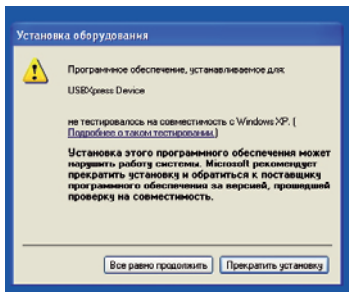 Установка оборудования
Программное обеспечение, устанавливаемое для:
USBXpress Device
не тестировалось на совместимость с Windows XP. (
Подробнее о таком тестировании.)
Установка этого программного обеспечения может
нарушить работу системы. Microsoft рекомендует
прекратить установку и обратиться к поставщику
программного обеспечения за версией, прошедшей
проверку на совместимость.
Все равно продолжить
Прекратить установку